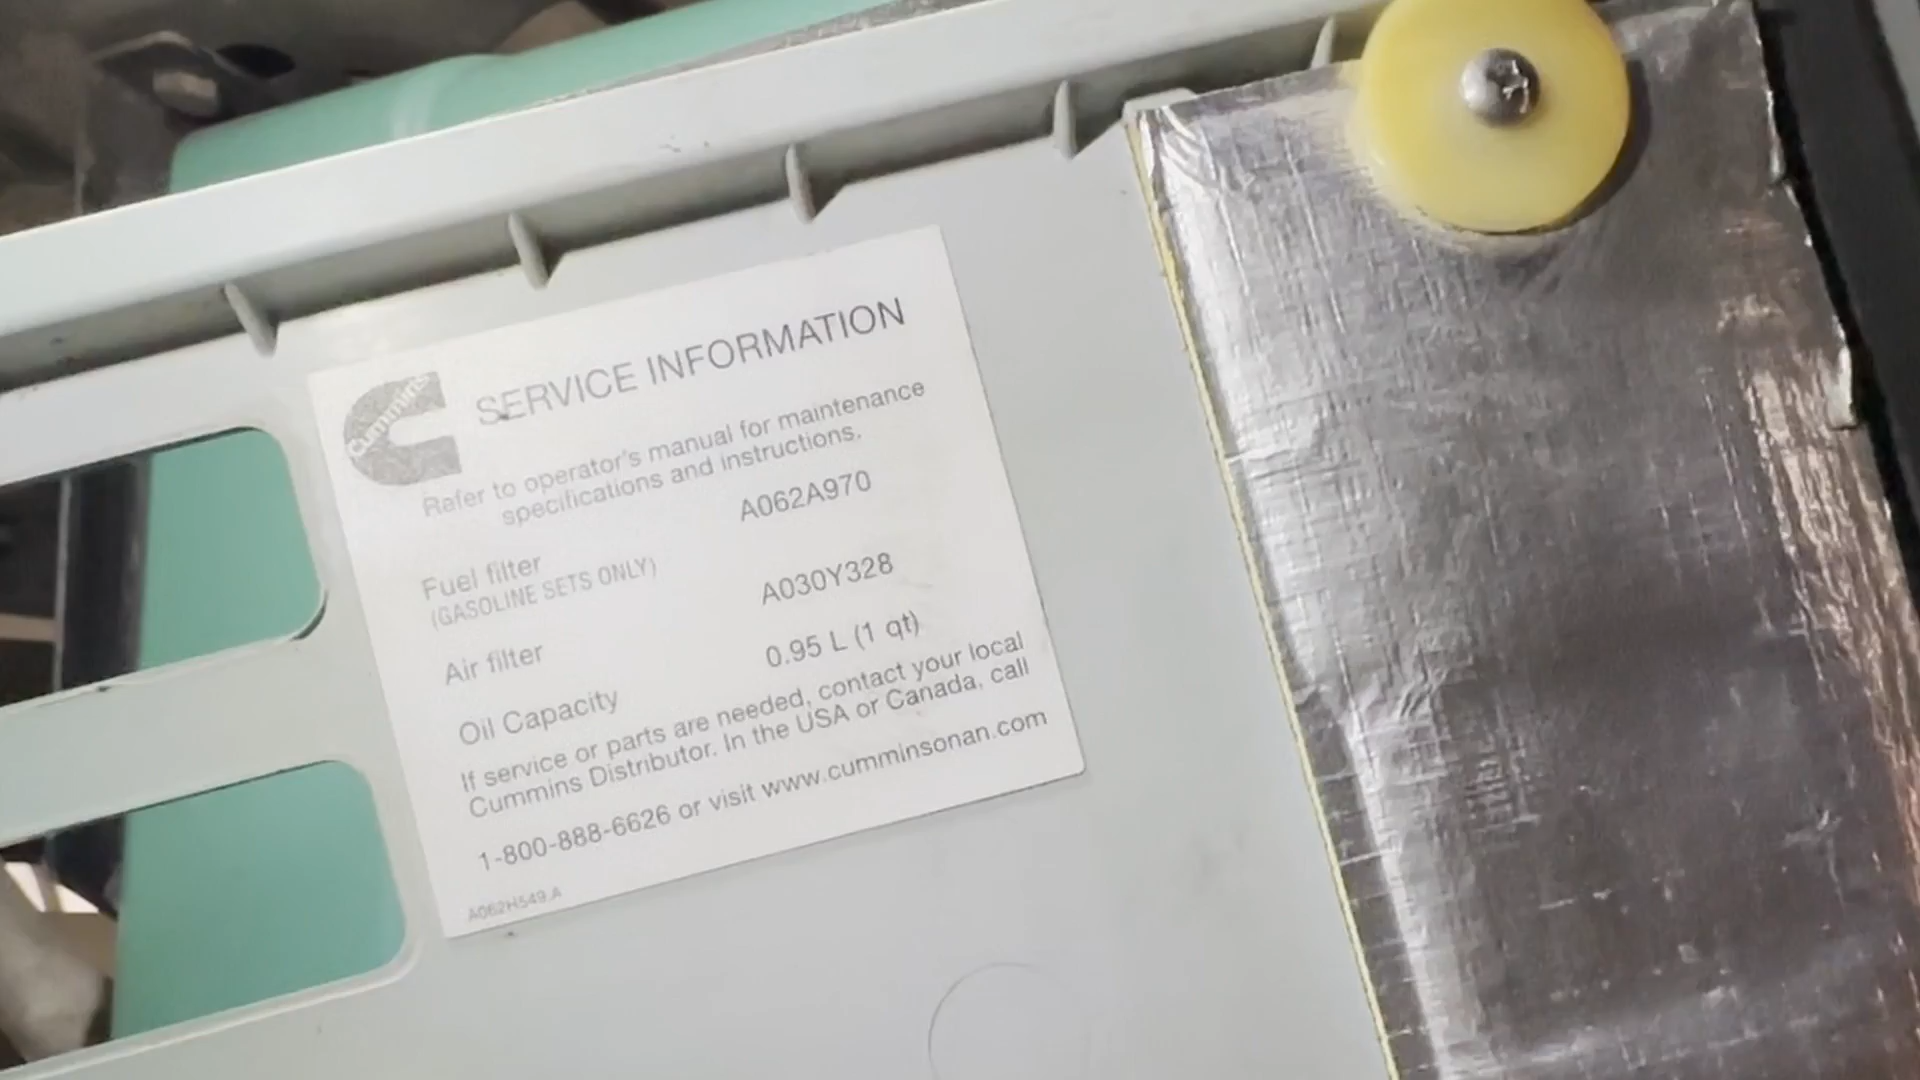 Cummins
SERVICE INFORMATION
Refer to operator's manual for maintenance
specifications and instructions.
Fuel filter A062A970
(GASOLINE SETS ONLY)
Air filter A030Y328
Oil Capacity 0.95 L (1 qt)
If service or parts are needed, contact your local
Cummins Distributor. In the USA or Canada, call
1-800-888-6626 or visit www.cumminsonan.com
A062H549.A